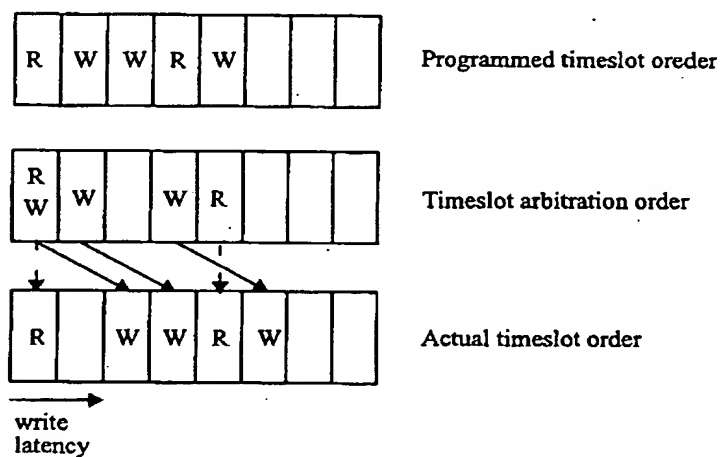 R W W R W
Programmed timeslot oreder
R
W W W R
Timeslot arbitration order
R W W R W
Actual timeslot order
write
latency